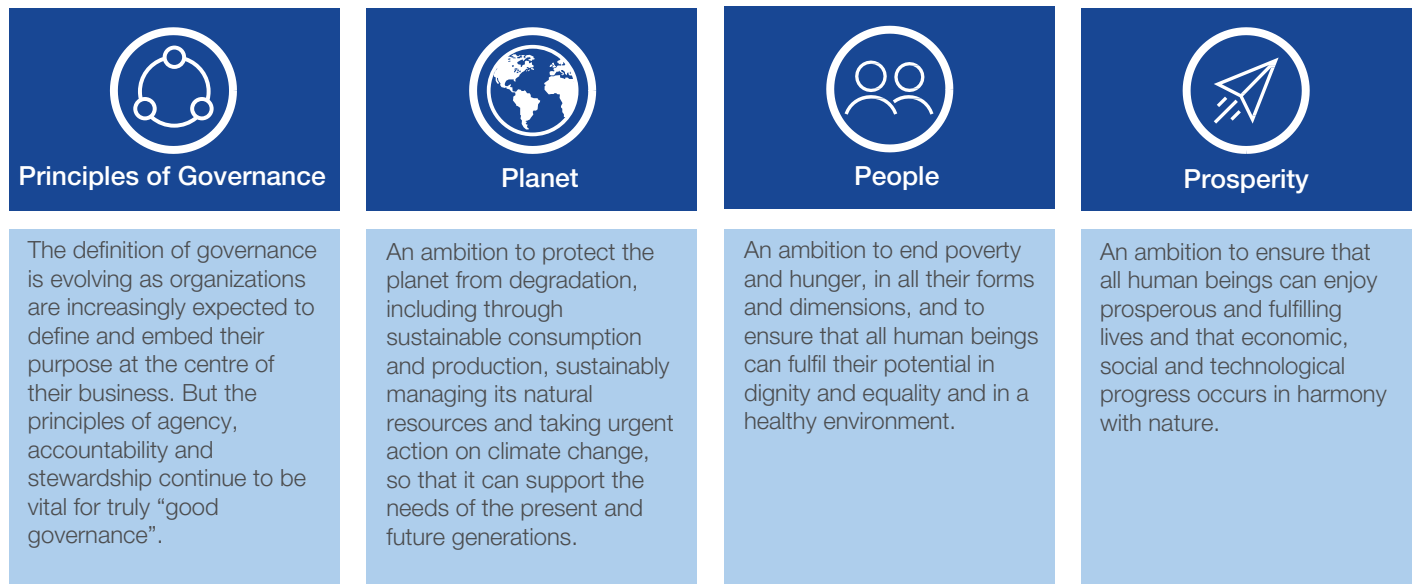 Principles of Governance
The definition of governance
is evolving as organizations
are increasingly expected to
define and embed their
purpose at the centre of
their business. But the
principles of agency,
accountability and
stewardship continue to be
vital for truly “good
governance”.
Planet
An ambition to protect the
planet from degradation,
including through
sustainable consumption
and production, sustainably
managing its natural
resources and taking urgent
action on climate change,
so that it can support the
needs of the present and
future generations.
People
An ambition to end poverty
and hunger, in all their forms
and dimensions, and to
ensure that all human beings
can fulfil their potential in
dignity and equality and in a
healthy environment.
Prosperity
An ambition to ensure that
all human beings can enjoy
prosperous and fulfilling
lives and that economic,
social and technological
progress occurs in harmony
with nature.